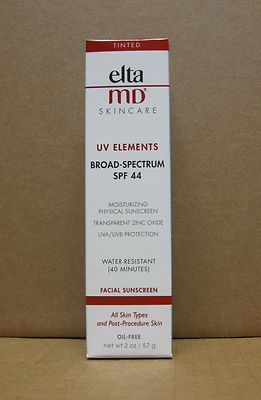 TINTED
elta
MD®
SKINCARE
UV ELEMENTS
BROAD-SPECTRUM
SPF 44
MOISTURIZING
PHYSICAL SUNSCREEN
TRANSPARENT ZINC OXIDE
UVA/UVB PROTECTION
WATER-RESISTANT
(40 MINUTES)
FACIAL SUNSCREEN
All Skin Types
and Post-Procedure Skin
OIL-FREE
net wt 2 oz / 57 g